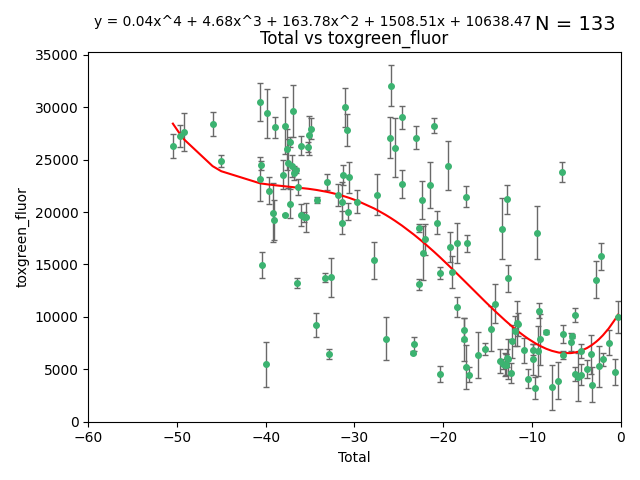 y = 0.04x^4 + 4.68x^3 + 163.78x^2 + 1508.51x + 10638.47 N = 133
Total vs toxgreen_fluor
35000
30000
25000
20000
15000
10000
5000
0
toxgreen_fluor
−60 −50 −40 −30 −20 −10 0
Total